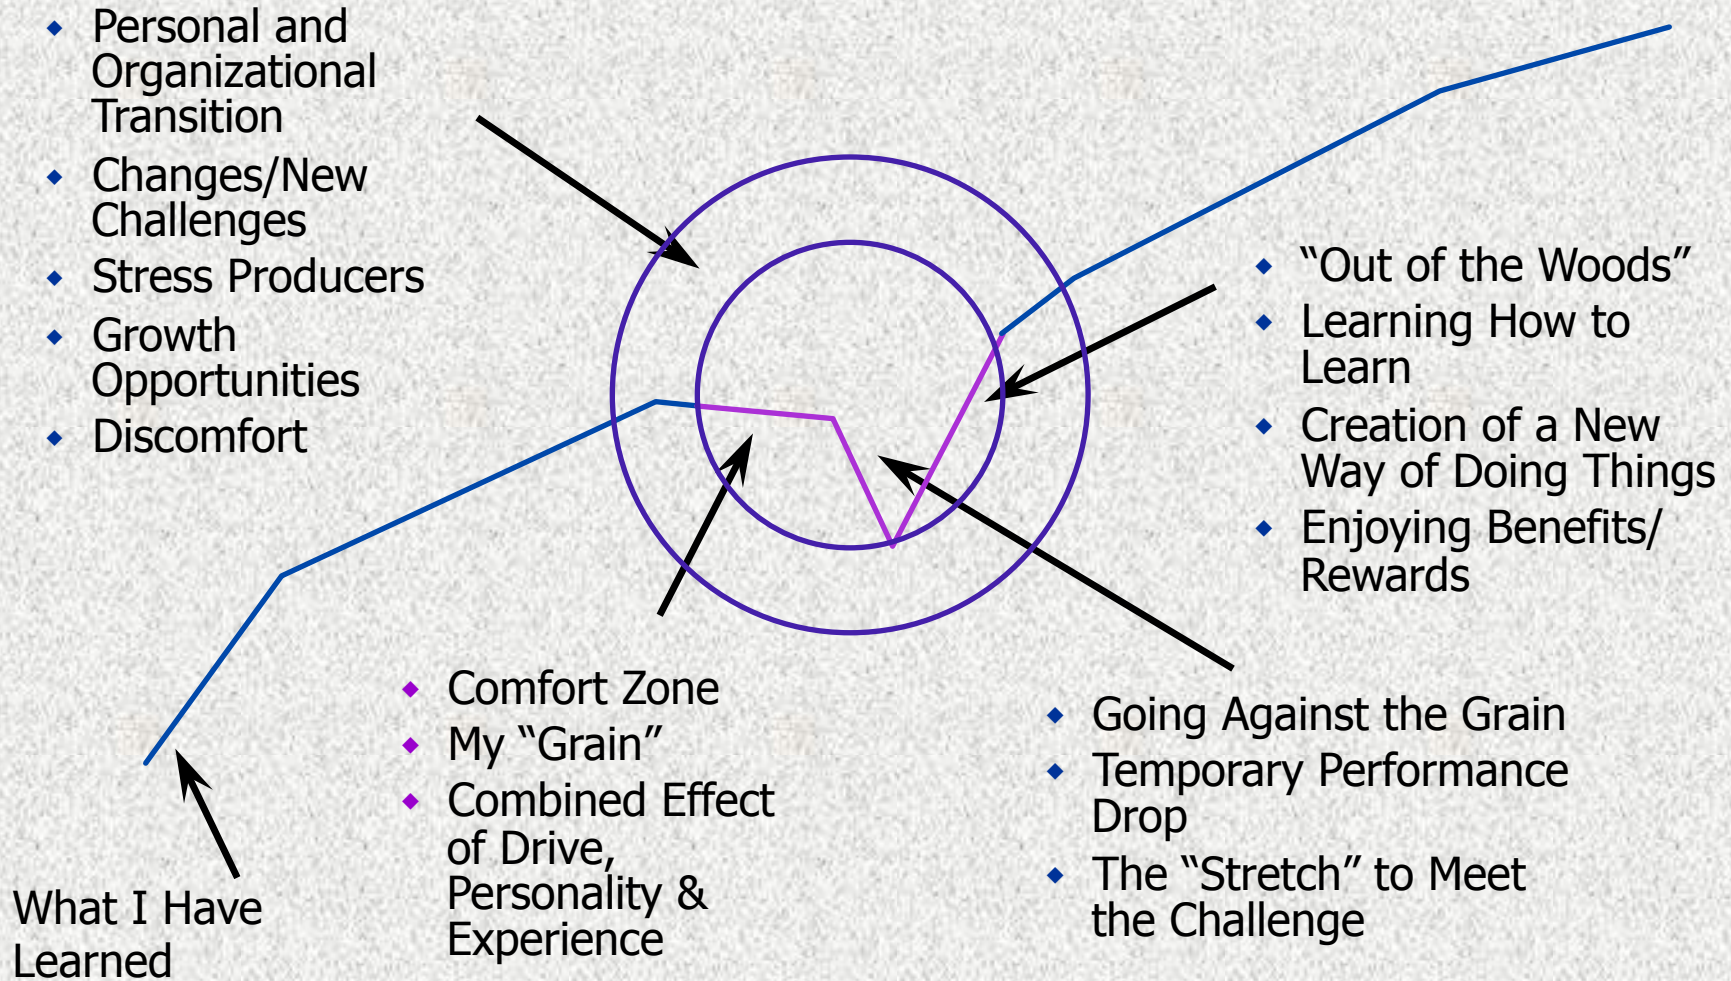 Personal and
Organizational
Transition
Changes/New
Challenges
Stress Producers
Growth
Opportunities
Discomfort
“Out of the Woods”
Learning How to
Learn
Creation of a New
Way of Doing Things
Enjoying Benefits/
Rewards
Comfort Zone
My “Grain”
Combined Effect
of Drive,
Personality &
Experience
Going Against the Grain
Temporary Performance
Drop
The “Stretch” to Meet
the Challenge
What I Have
Learned